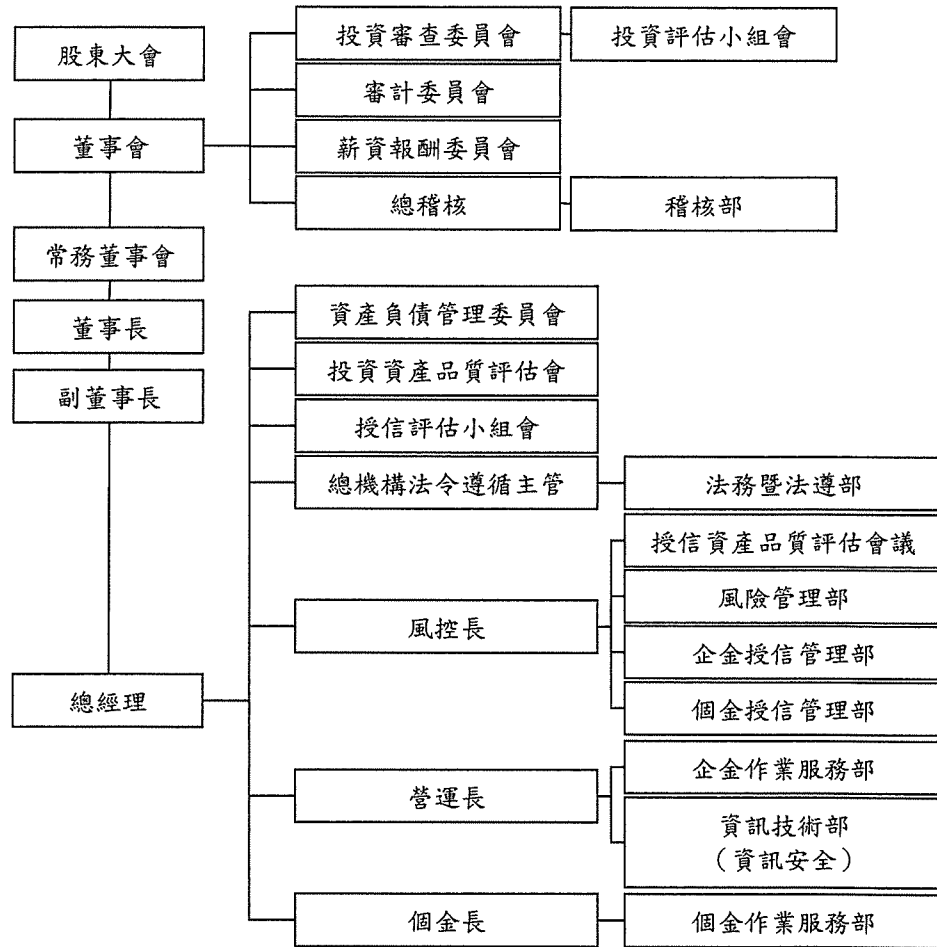 股東大會
董事會
常務董事會
董事長
副董事長
總經理
投資審查委員會
投資評估小組會
審計委員會
薪資報酬委員會
總稽核
稽核部
資產負債管理委員會
投資資產品質評估會
授信評估小組會
總機構法令遵循主管
法務暨法遵部
風控長
授信資產品質評估會議
風險管理部
企金授信管理部
個金授信管理部
營運長
企金作業服務部
資訊技術部
（資訊安全）
個金長
個金作業服務部